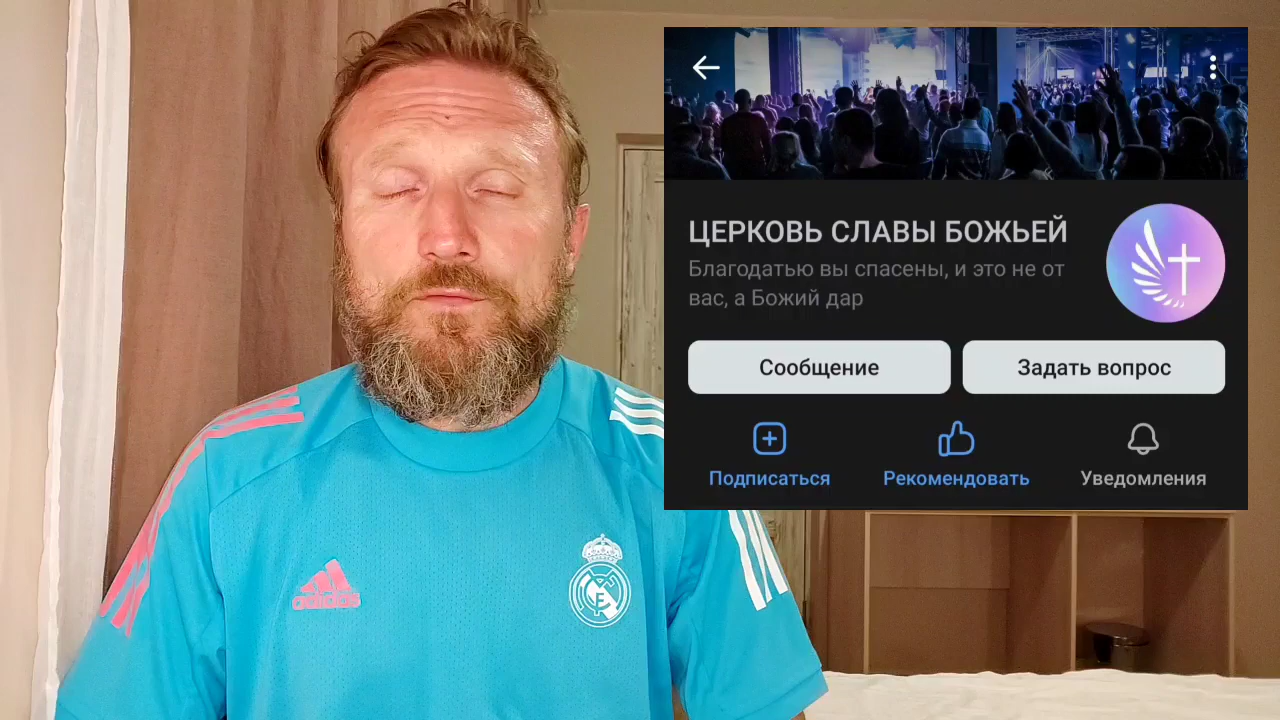 ЦЕРКОВЬ СЛАВЫ БОЖЬЕЙ
Благодатью вы спасены, и это не от
вас, а Божий дар
Сообщение
Задать вопрос
Подписаться
Рекомендовать
Уведомления
adidas